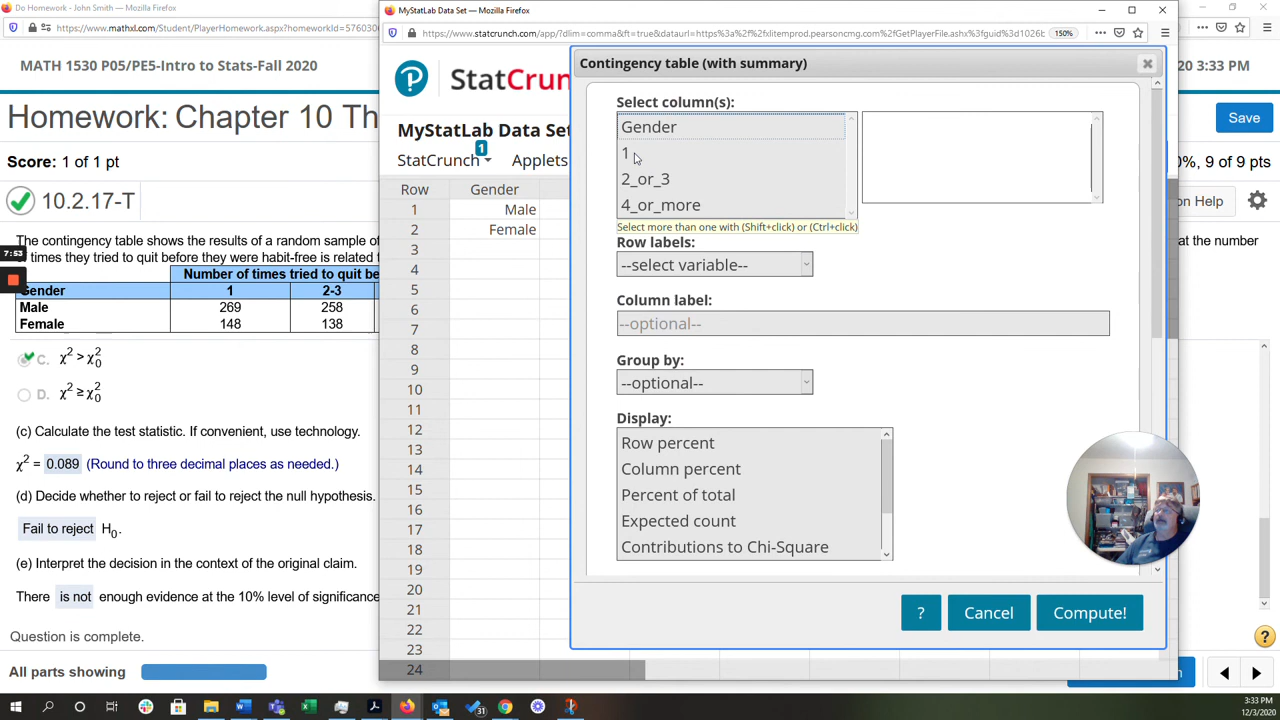 Do Homework - John Smith - Mozilla Firefox
https://www.mathxl.com/Student/PlayerHomework.aspx?homeworkId=5760300
MATH 1530 P05/PE5-Intro to Stats-Fall 2020
20 3:33 PM
Homework: Chapter 10 Th
Save
Score: 1 of 1 pt
0%, 9 of 9 pts
10.2.17-T
on Help
The contingency table shows the results of a random sample of
at the number
f times they tried to quit before they were habit-free is related
7:53
Number of times tried to quit be
Gender 1 2-3
Male 269 258
Female 148 138
C. χ² > χ²₀
D. χ² ≥ χ²₀
(c) Calculate the test statistic. If convenient, use technology.
χ² = 0.089 (Round to three decimal places as needed.)
(d) Decide whether to reject or fail to reject the null hypothesis.
Fail to reject H₀.
(e) Interpret the decision in the context of the original claim.
There is not enough evidence at the 10% level of significance
Question is complete.
All parts showing
MyStatLab Data Set — Mozilla Firefox
https://www.statcrunch.com/app/?dlim=comma&ft=true&dataurl=https%3a%2f%2fxlitemprod.pearsoncmg.com%2fGetPlayerFile.ashx%3fguid%3d1026b
150%
StatCrun
MyStatLab Data Set
StatCrunch
1
Applets
Row Gender
1 Male
2 Female
3
4
5
6
7
8
9
10
11
12
13
14
15
16
17
18
19
20
21
22
23
24
Contingency table (with summary)
Select column(s):
Gender
1
2_or_3
4_or_more
Select more than one with (Shift+click) or (Ctrl+click)
Row labels:
--select variable--
Column label:
--optional--
Group by:
--optional--
Display:
Row percent
Column percent
Percent of total
Expected count
Contributions to Chi-Square
?
Cancel
Compute!
3:33 PM
12/3/2020
31